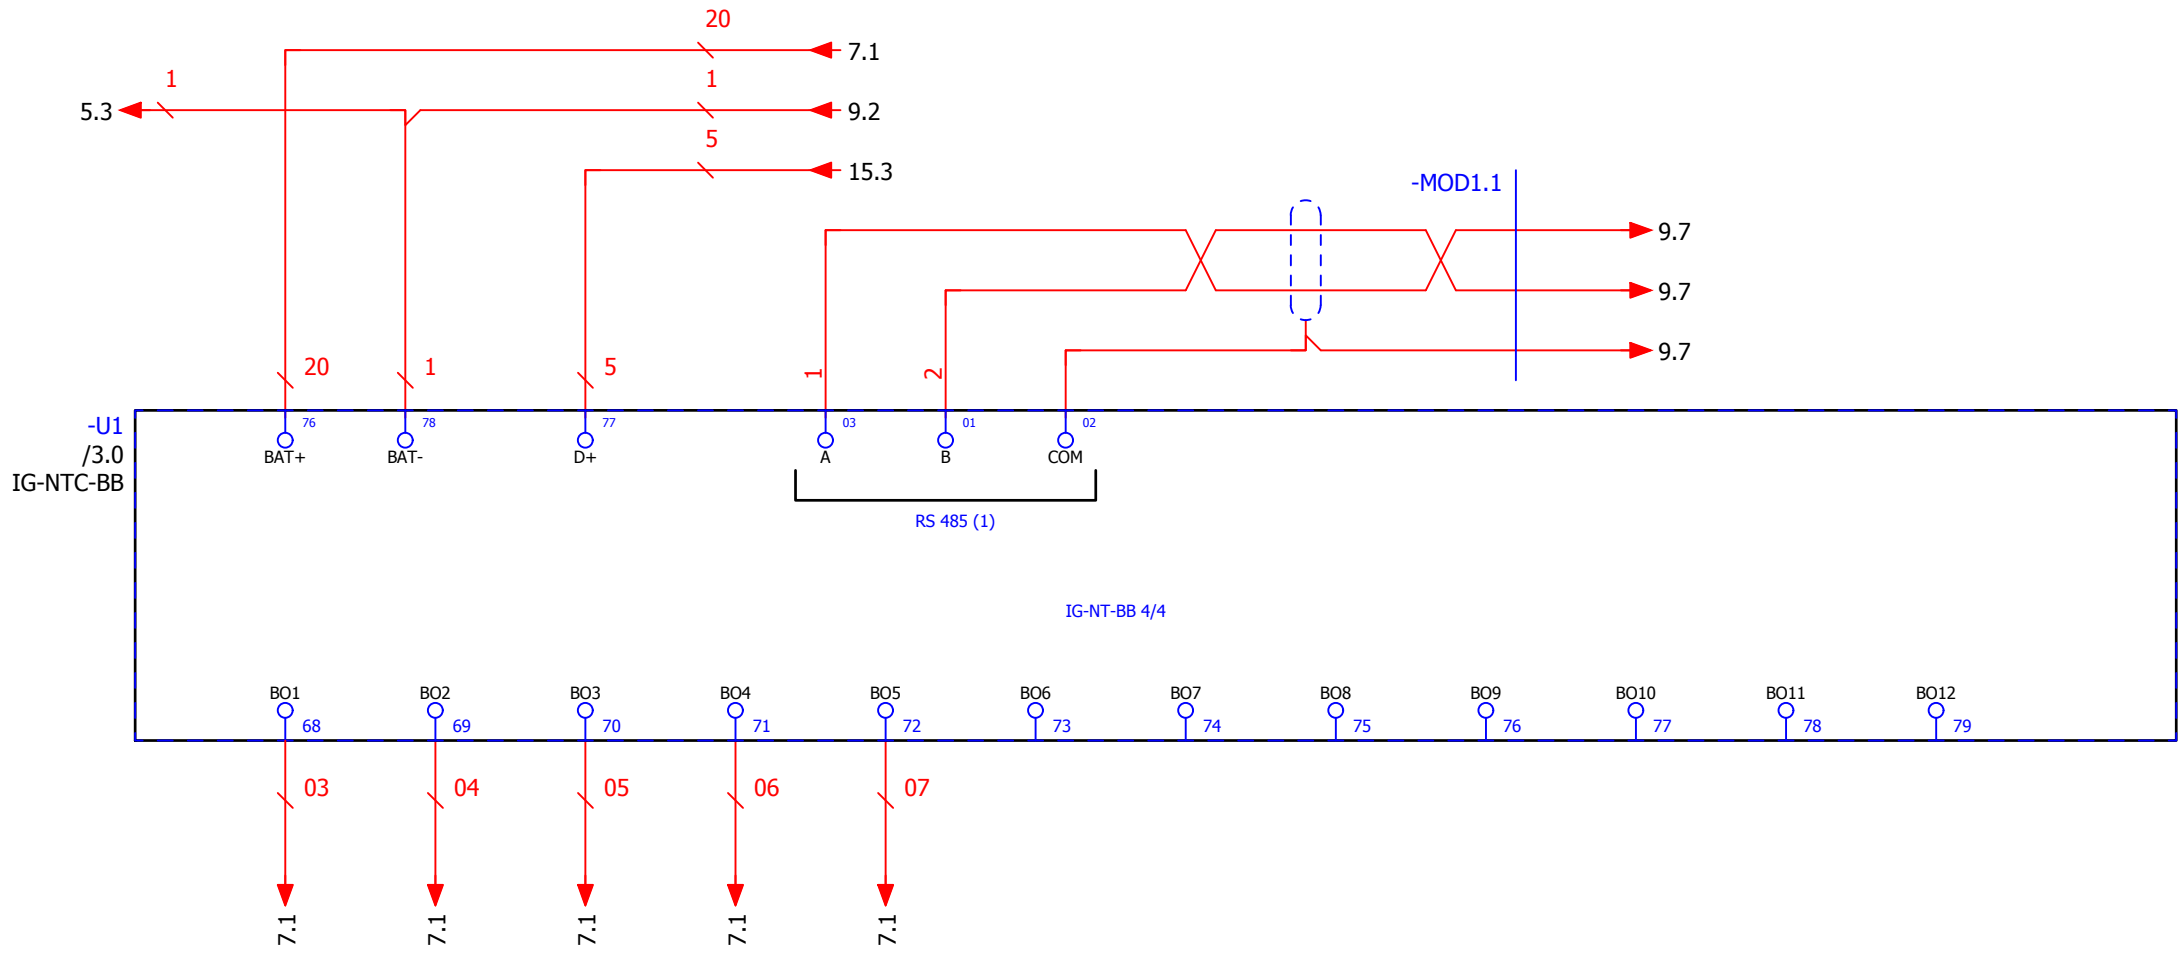 20
7.1
1
1
5.3
9.2
5
15.3
-MOD1.1
9.7
9.7
9.7
20
1
5
1
2
-U1
/3.0
IG-NTC-BB
76
78
77
03
01
02
BAT+
BAT-
D+
A
B
COM
RS 485 (1)
IG-NT-BB 4/4
BO1
BO2
BO3
BO4
BO5
BO6
BO7
BO8
BO9
BO10
BO11
BO12
68
69
70
71
72
73
74
75
76
77
78
79
03
04
05
06
07
7.1
7.1
7.1
7.1
7.1